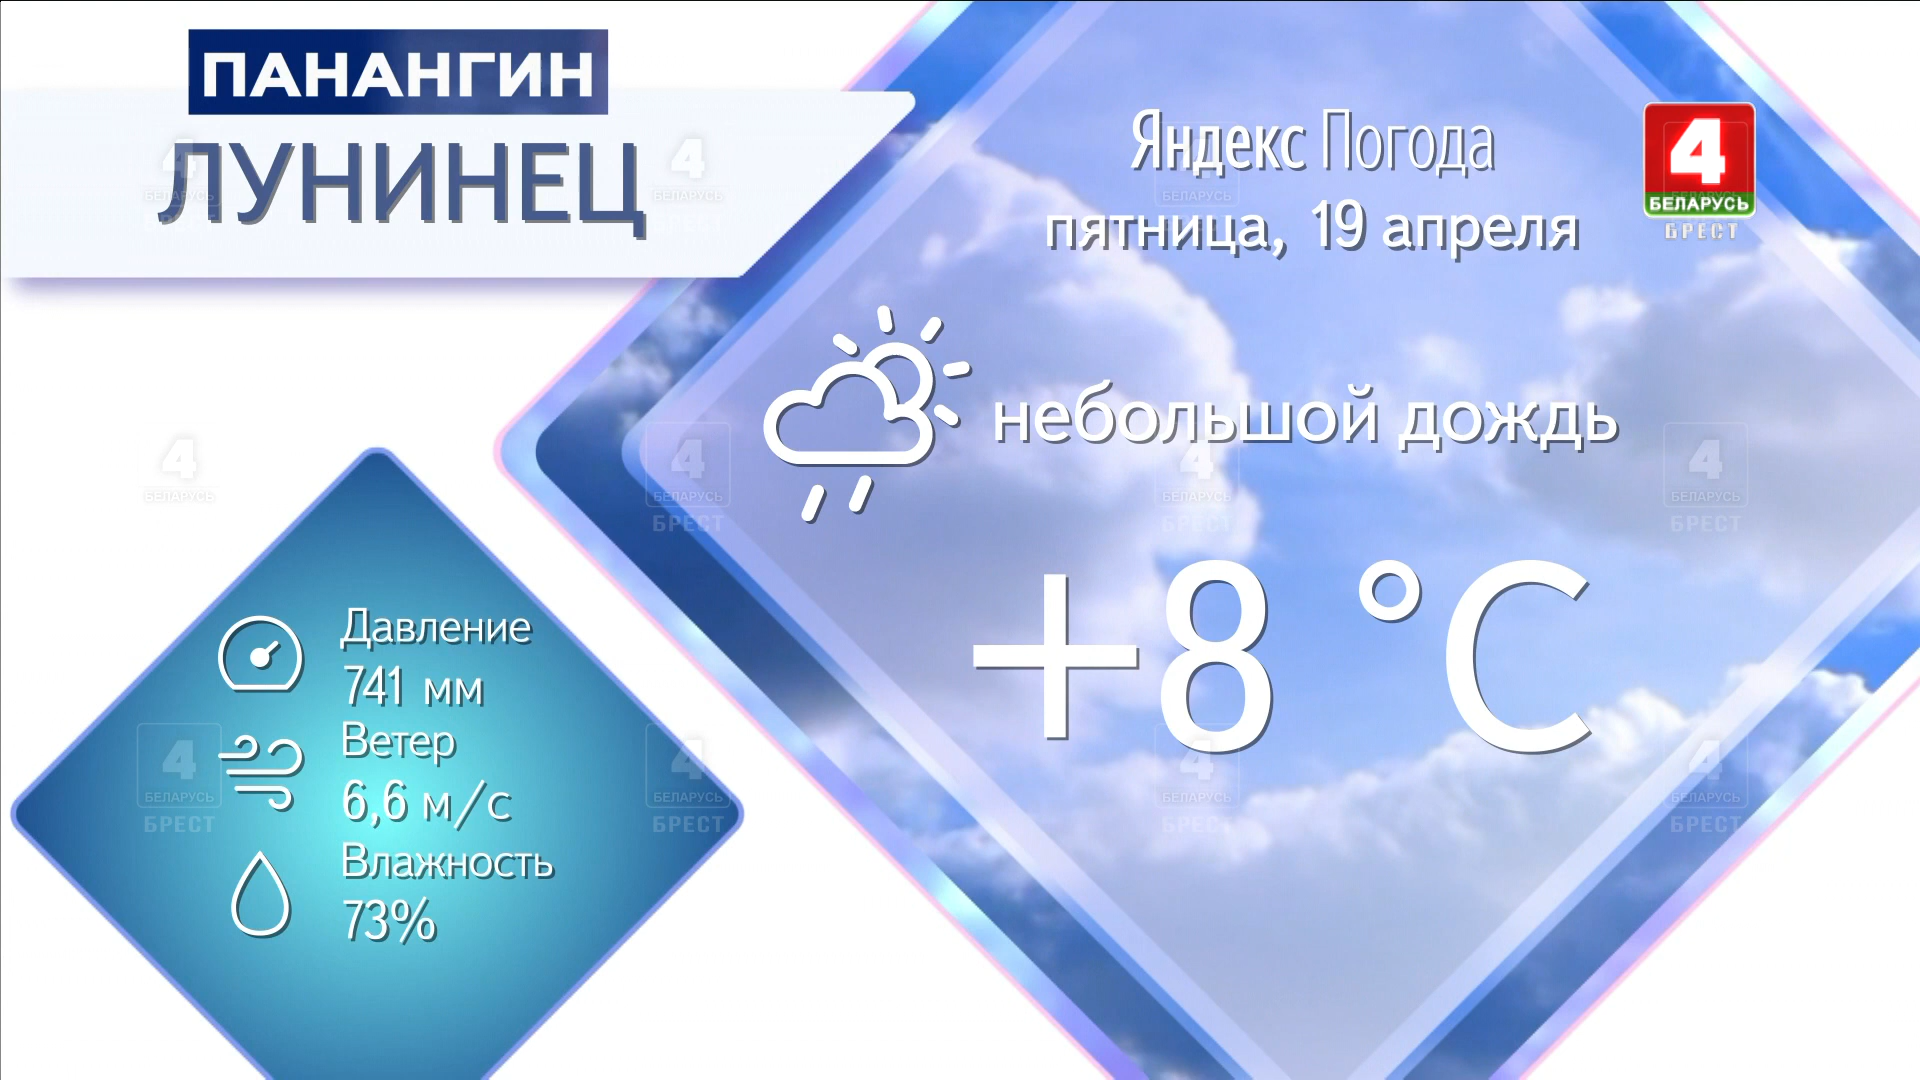 ПАНАНГИН
ЛУНИНЕЦ
Яндекс Погода
пятница, 19 апреля
4
БЕЛАРУСЬ
БРЕСТ
небольшой дождь
+8 °C
Давление
741 мм
Ветер
6,6 м/с
Влажность
73%